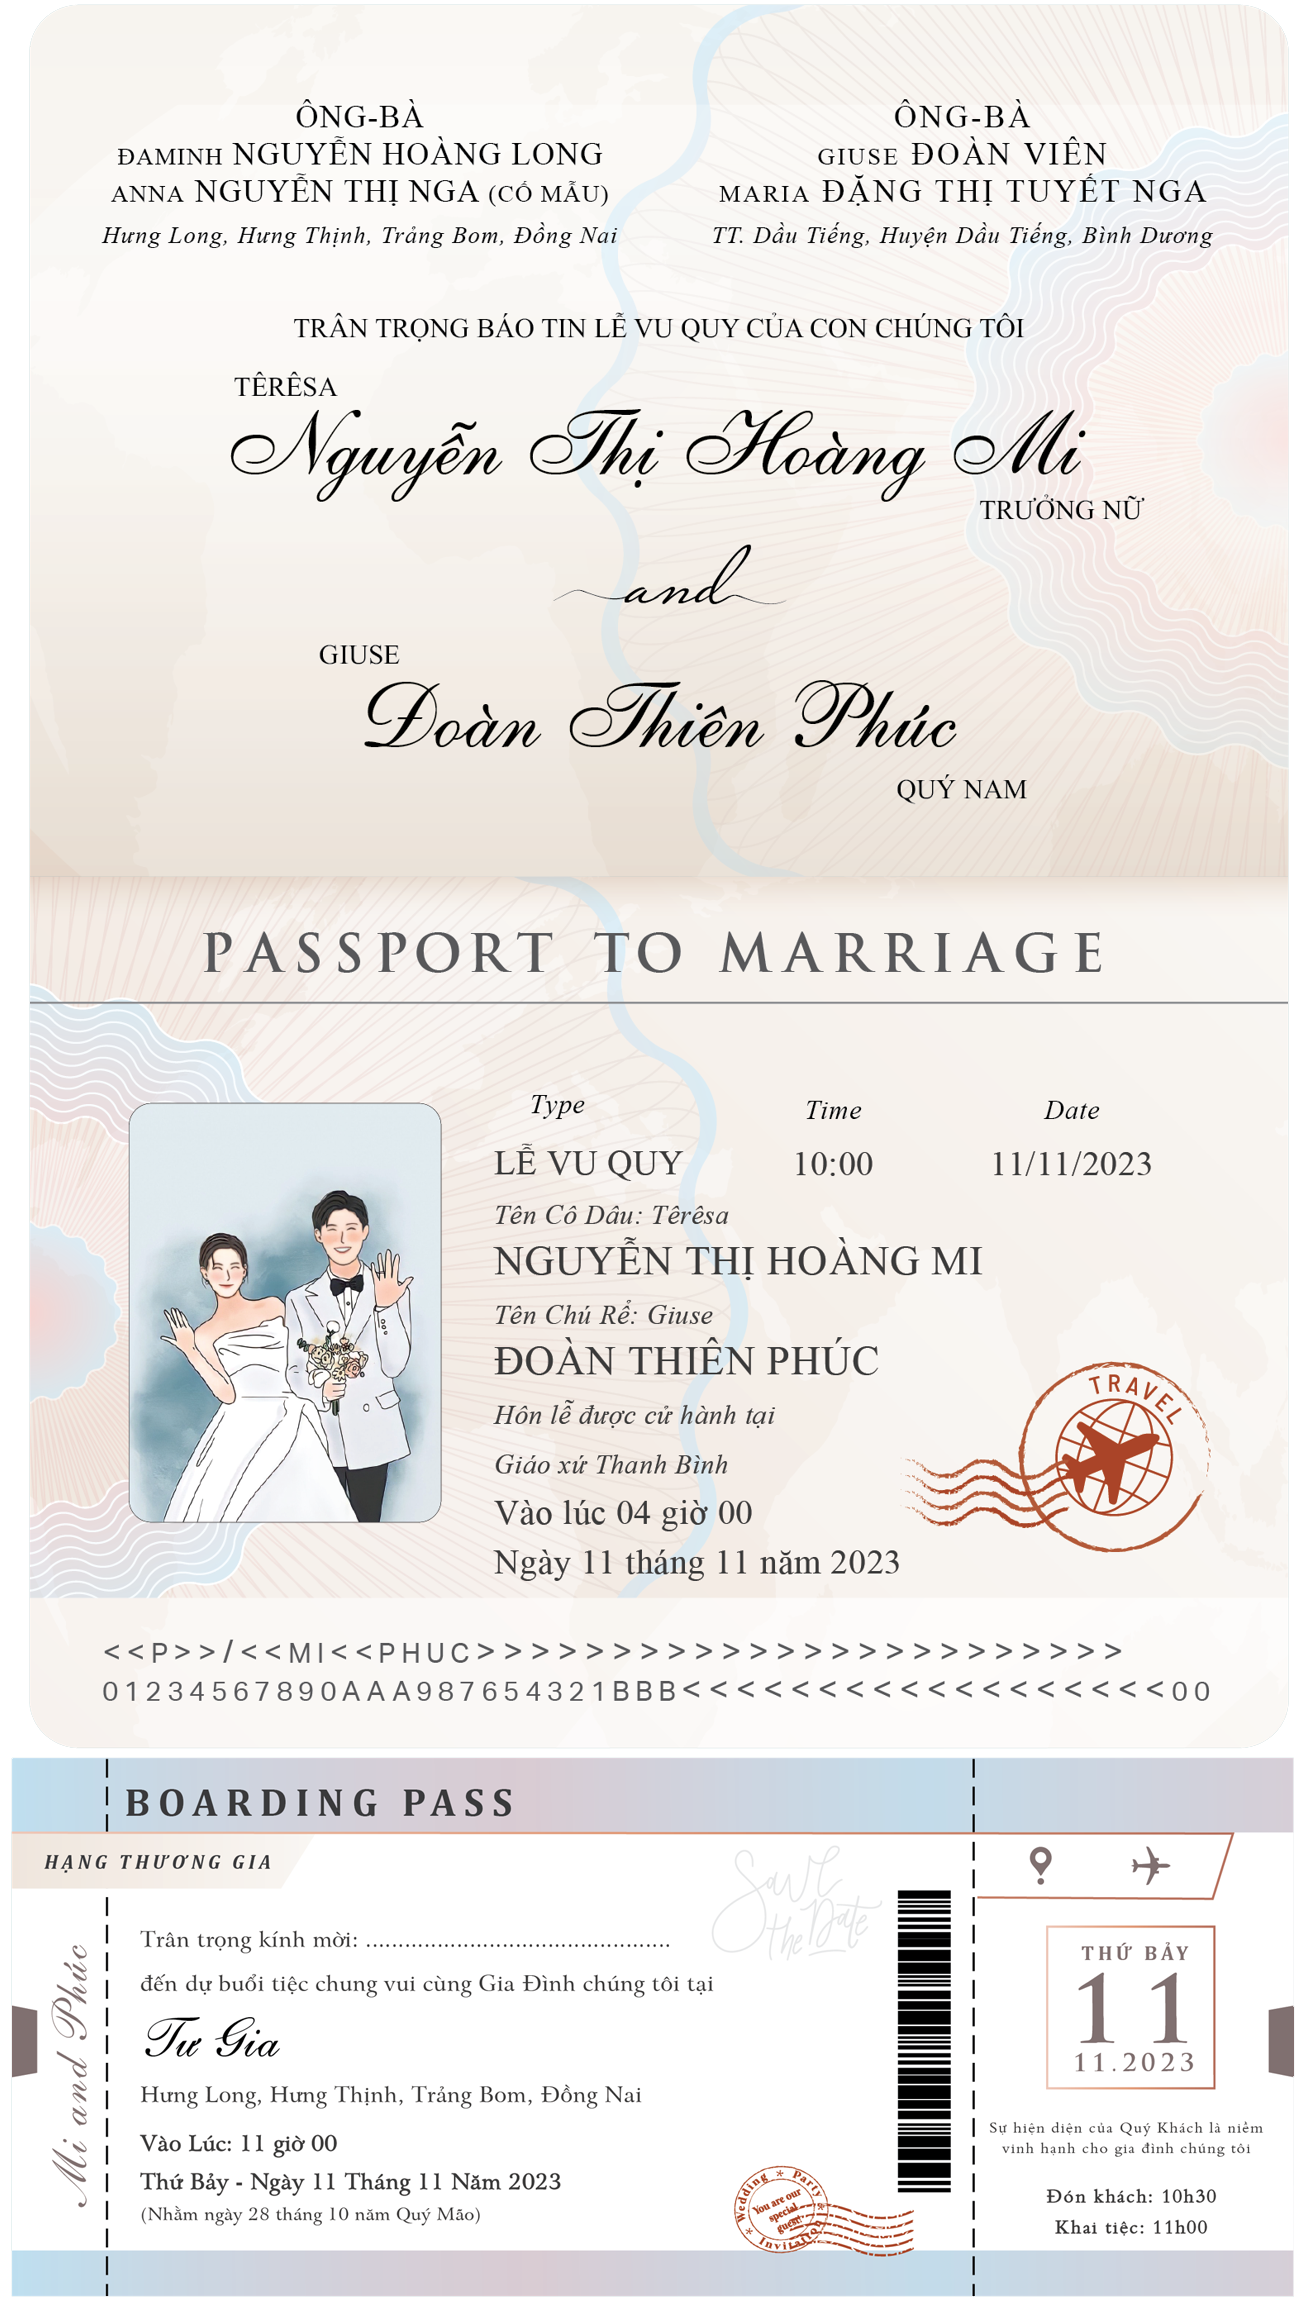 ÔNG-BÀ
ĐAMINH NGUYỄN HOÀNG LONG
ANNA NGUYỄN THỊ NGA (CỐ MẪU)
Hưng Long, Hưng Thịnh, Trảng Bom, Đồng Nai
ÔNG-BÀ
GIUSE ĐOÀN VIÊN
MARIA ĐẶNG THỊ TUYẾT NGA
TT. Dầu Tiếng, Huyện Dầu Tiếng, Bình Dương
TRÂN TRỌNG BÁO TIN LỄ VU QUY CỦA CON CHÚNG TÔI
TÊRÊSA
Nguyễn Thị Hoàng Mi
TRƯỞNG NỮ
and
GIUSE
Đoàn Thiên Phúc
QUÝ NAM
PASSPORT TO MARRIAGE
Type Time Date
LỄ VU QUY 10:00 11/11/2023
Tên Cô Dâu: Têrêsa
NGUYỄN THỊ HOÀNG MI
Tên Chú Rể: Giuse
ĐOÀN THIÊN PHÚC
Hôn lễ được cử hành tại
Giáo xứ Thanh Bình
Vào lúc 04 giờ 00
Ngày 11 tháng 11 năm 2023
TRAVEL
<<P>>/<<MI<<PHUC>>>>>>>>>>>>>>>>>>>>>>>>
01234567890AAA987654321BBB<<<<<<<<<<<<<<<<<<00
BOARDING PASS
HẠNG THƯƠNG GIA
Mi and Phúc
Save
the Date
Trân trọng kính mời: ...............................................
đến dự buổi tiệc chung vui cùng Gia Đình chúng tôi tại
Tư Gia
Hưng Long, Hưng Thịnh, Trảng Bom, Đồng Nai
Vào Lúc: 11 giờ 00
Thứ Bảy - Ngày 11 Tháng 11 Năm 2023
(Nhằm ngày 28 tháng 10 năm Quý Mão)
Wedding * Party * Invitation *
You are our
special
guest!
THỨ BẢY
11
11.2023
Sự hiện diện của Quý Khách là niềm
vinh hạnh cho gia đình chúng tôi
Đón khách: 10h30
Khai tiệc: 11h00